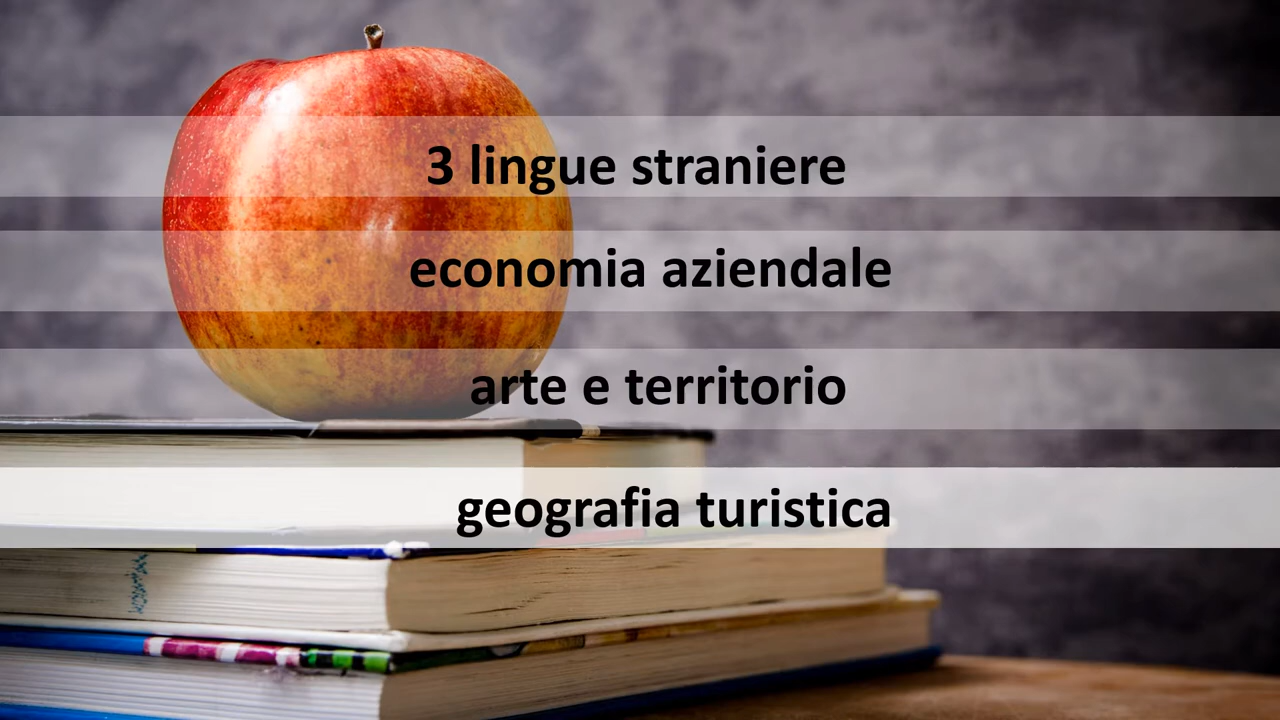 3 lingue straniere
economia aziendale
arte e territorio
geografia turistica